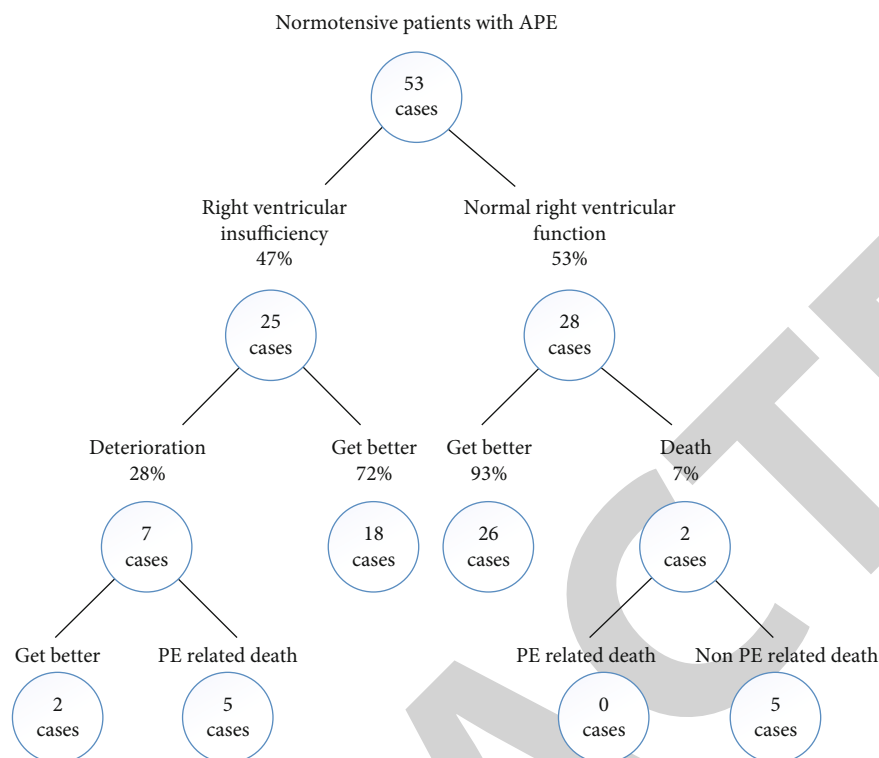 Normotensive patients with APE
53
cases
Right ventricular
insufficiency
47%
Normal right ventricular
function
53%
25
cases
28
cases
Deterioration
28%
Get better
72%
Get better
93%
Death
7%
7
cases
18
cases
26
cases
2
cases
Get better
PE related death
PE related death
Non PE related death
2
cases
5
cases
0
cases
5
cases
ACTE